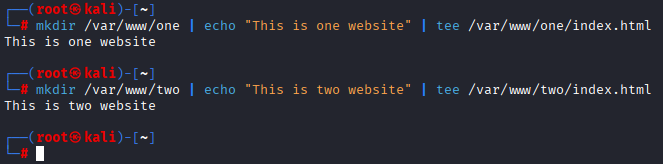 ┌──(root㉿kali)-[~]
└─# mkdir /var/www/one | echo "This is one website" | tee /var/www/one/index.html
This is one website
┌──(root㉿kali)-[~]
└─# mkdir /var/www/two | echo "This is two website" | tee /var/www/two/index.html
This is two website
┌──(root㉿kali)-[~]
└─#